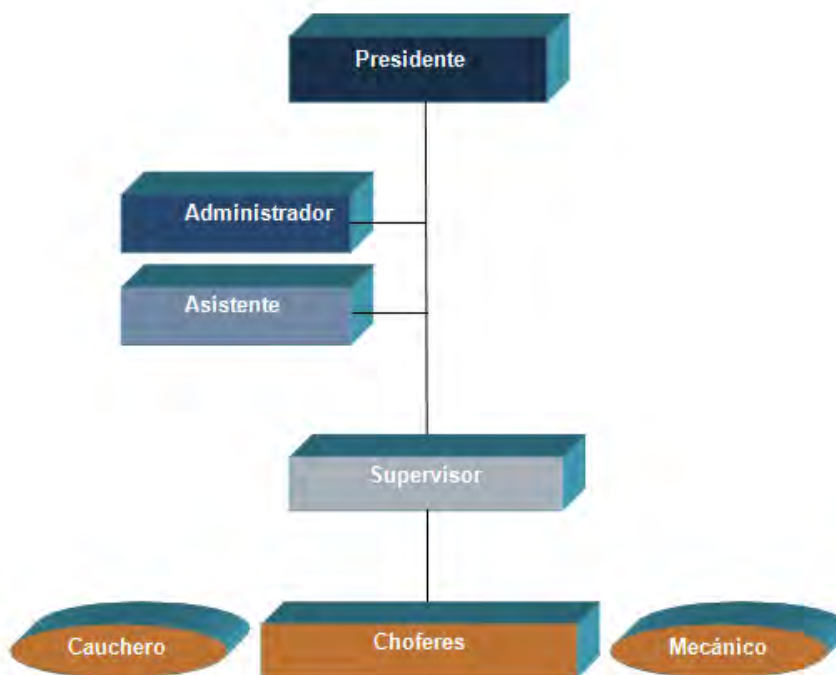 Presidente
Administrador
Asistente
Supervisor
Cauchero
Choferes
Mecánico